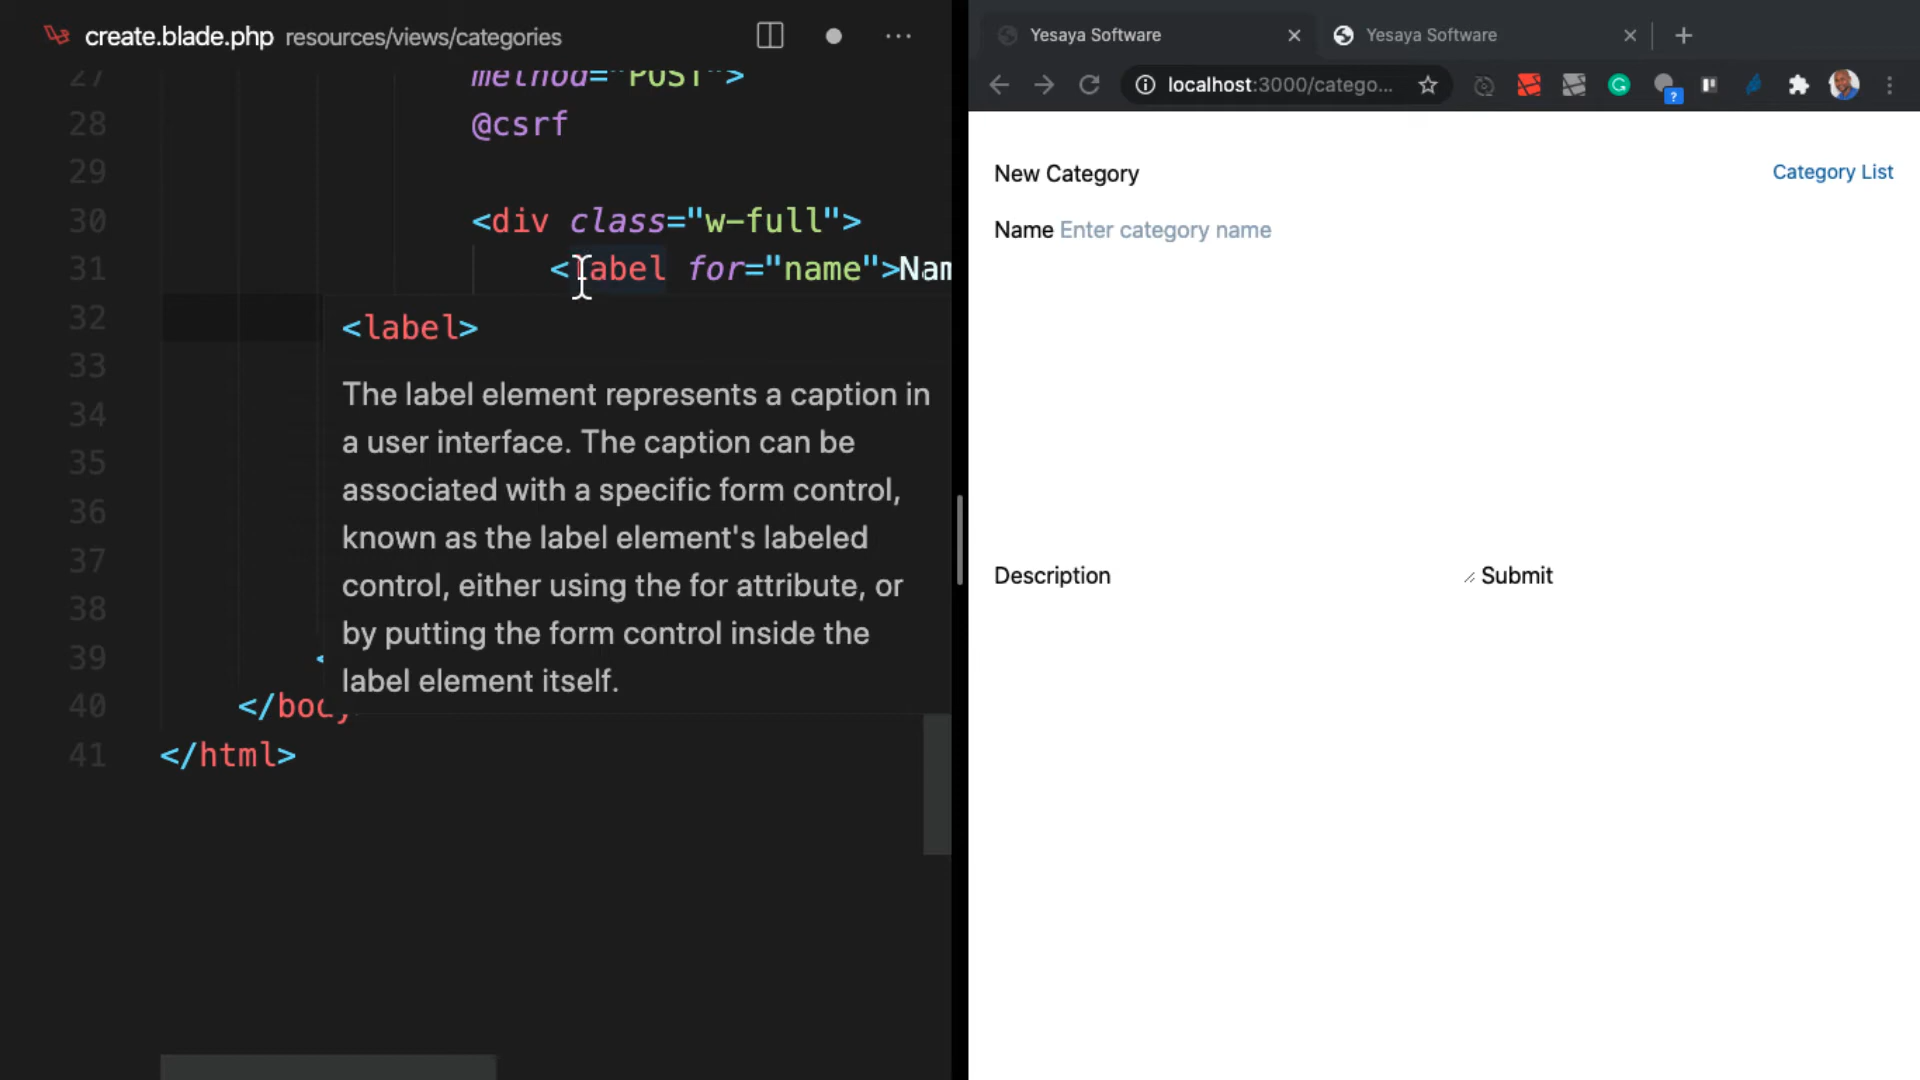 create.blade.php resources/views/categories
27 method="POST">
28 @csrf
29
30 <div class="w-full">
31 <label for="name">Nam
32
33
34
35
36
37
38
39 <
40 </body
41 </html>
<label>
The label element represents a caption in
a user interface. The caption can be
associated with a specific form control,
known as the label element's labeled
control, either using the for attribute, or
by putting the form control inside the
label element itself.
Yesaya Software
Yesaya Software
localhost:3000/catego...
New Category
Category List
Name Enter category name
Description
Submit